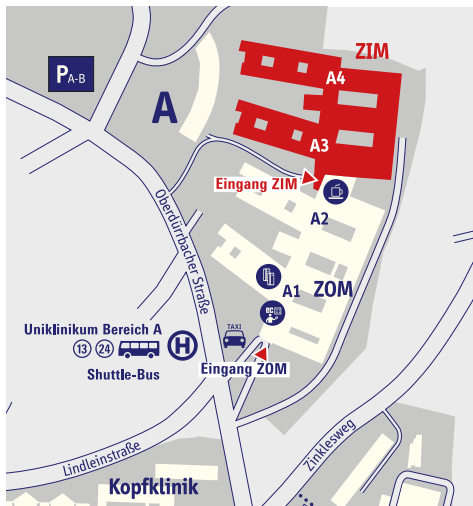 ZIM
P A-B
A4
A
A3
Eingang ZIM
A2
Oberdürrbacher Straße
A1
ZOM
Uniklinikum Bereich A
TAXI
13 24
H
Shuttle-Bus
Eingang ZOM
Lindleinstraße
Zinklesweg
Kopfklinik